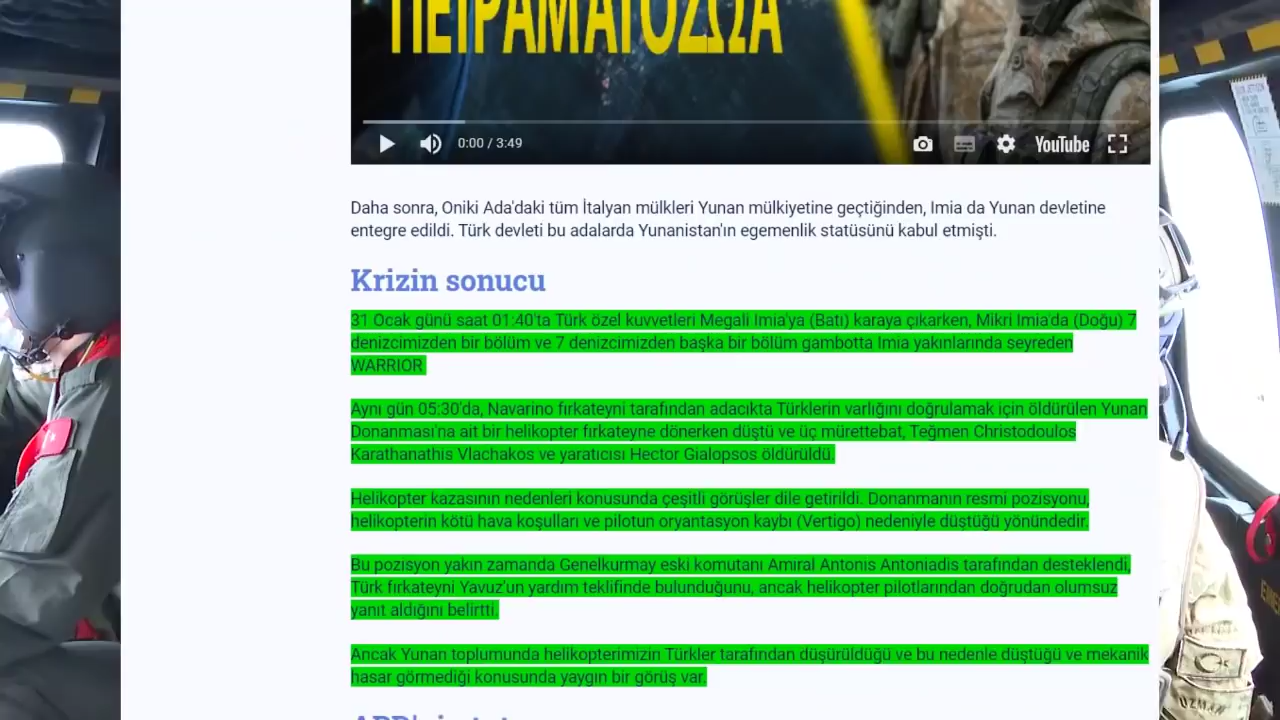 ΠΕΙΡΑΜΑΤΟΖΩΑ
0:00 / 3:49
YouTube
Daha sonra, Oniki Ada'daki tüm İtalyan mülkleri Yunan mülkiyetine geçtiğinden, Imia da Yunan devletine
entegre edildi. Türk devleti bu adalarda Yunanistan'ın egemenlik statüsünü kabul etmişti.
Krizin sonucu
31 Ocak günü saat 01:40'ta Türk özel kuvvetleri Megali Imia'ya (Batı) karaya çıkarken, Mikri Imia'da (Doğu) 7
denizcimizden bir bölüm ve 7 denizcimizden başka bir bölüm gambotta Imia yakınlarında seyreden
WARRIOR
Aynı gün 05:30'da, Navarino fırkateyni tarafından adacıkta Türklerin varlığını doğrulamak için öldürülen Yunan
Donanması'na ait bir helikopter fırkateyne dönerken düştü ve üç mürettebat, Teğmen Christodoulos
Karathanathis Vlachakos ve yaratıcısı Hector Gialopsos öldürüldü.
Helikopter kazasının nedenleri konusunda çeşitli görüşler dile getirildi. Donanmanın resmi pozisyonu,
helikopterin kötü hava koşulları ve pilotun oryantasyon kaybı (Vertigo) nedeniyle düştüğü yönündedir.
Bu pozisyon yakın zamanda Genelkurmay eski komutanı Amiral Antonis Antoniadis tarafından desteklendi,
Türk fırkateyni Yavuz'un yardım teklifinde bulunduğunu, ancak helikopter pilotlarından doğrudan olumsuz
yanıt aldığını belirtti.
Ancak Yunan toplumunda helikopterimizin Türkler tarafından düşürüldüğü ve bu nedenle düştüğü ve mekanik
hasar görmediği konusunda yaygın bir görüş var.
UZMAN